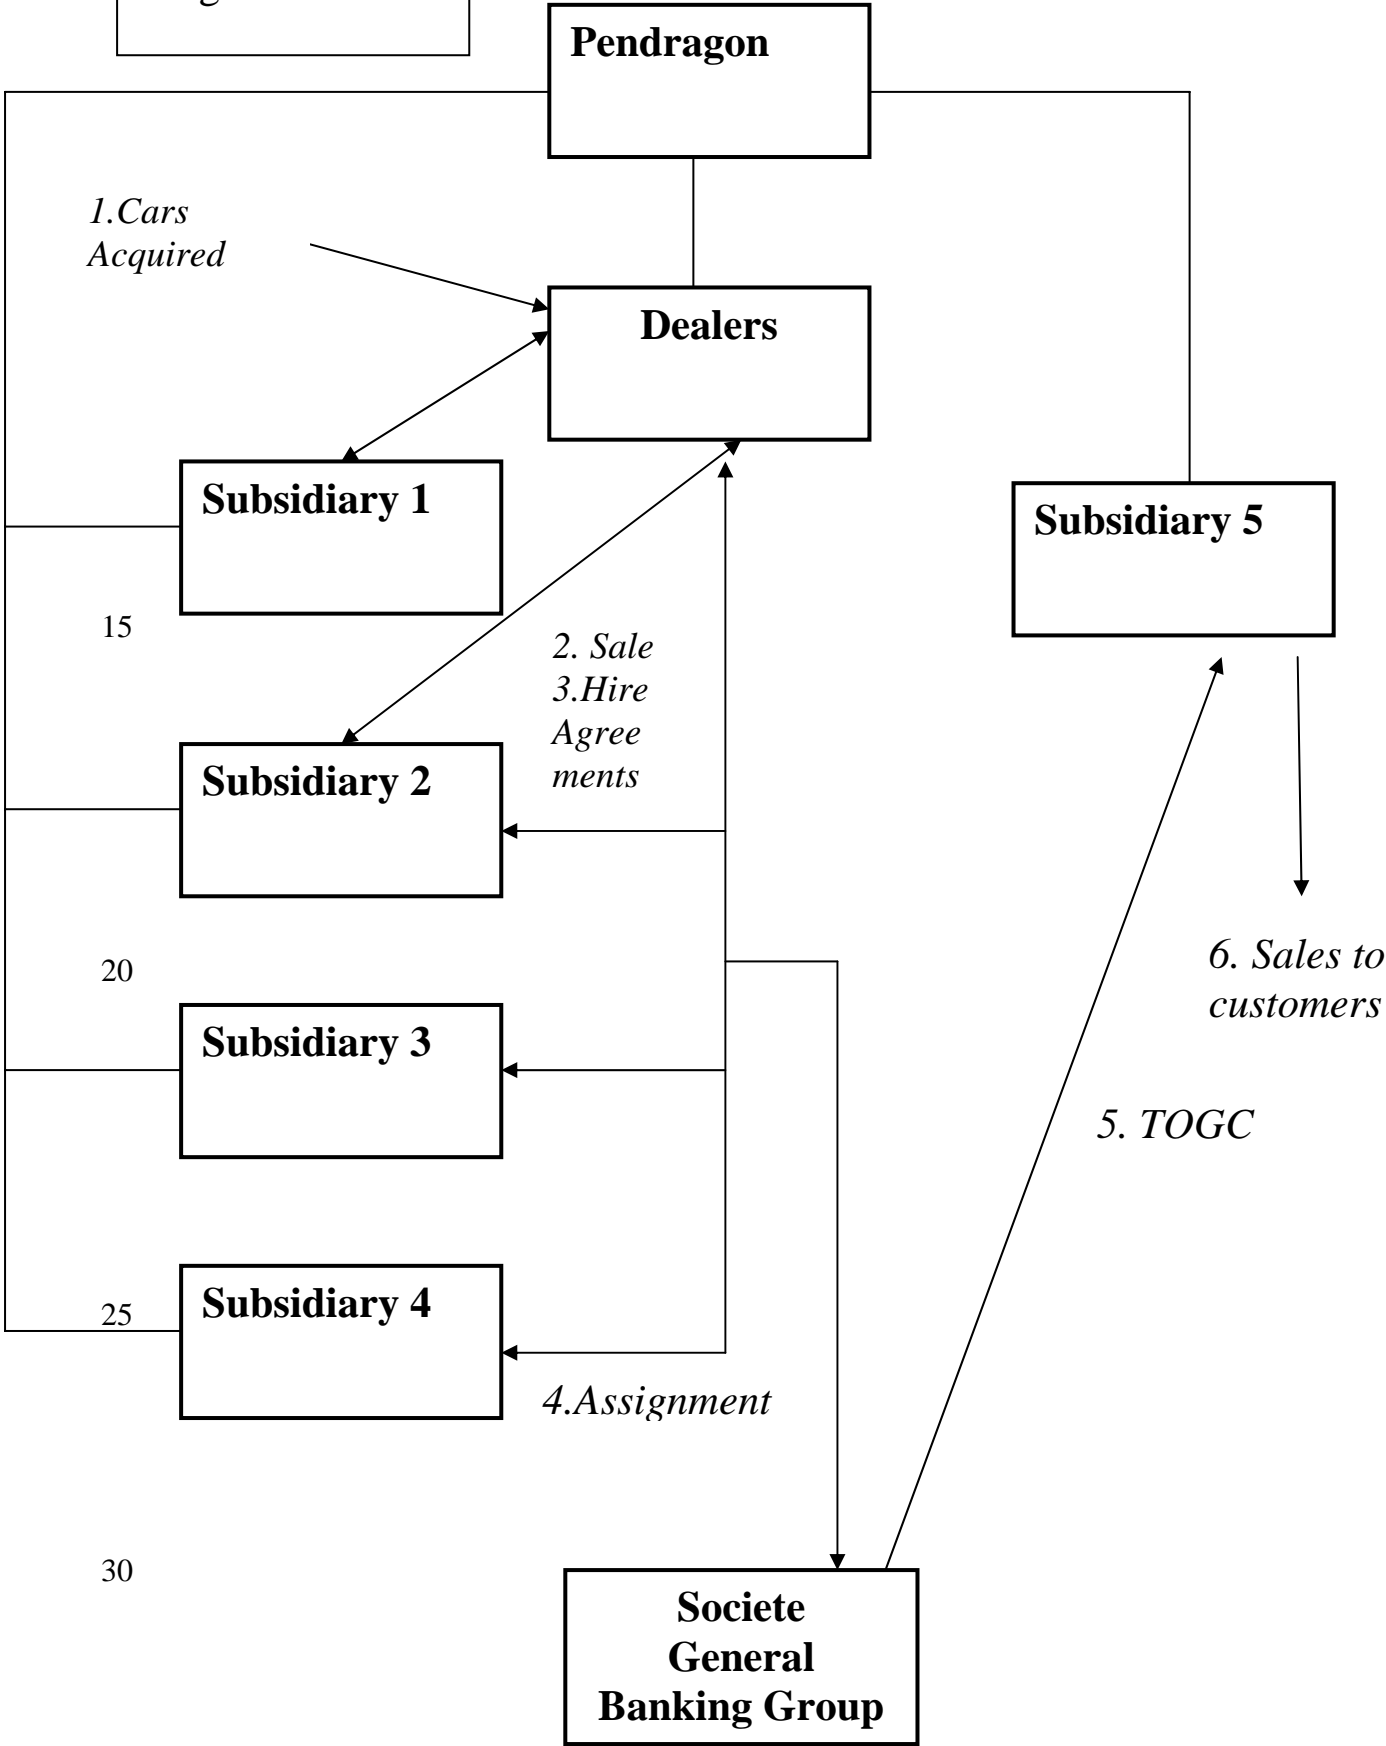 Pendragon
1.Cars
Acquired
Dealers
Subsidiary 1
Subsidiary 5
15
2. Sale
3.Hire
Agree
ments
Subsidiary 2
20
6. Sales to
customers
Subsidiary 3
5. TOGC
Subsidiary 4
25
4.Assignment
30
Societe
General
Banking Group